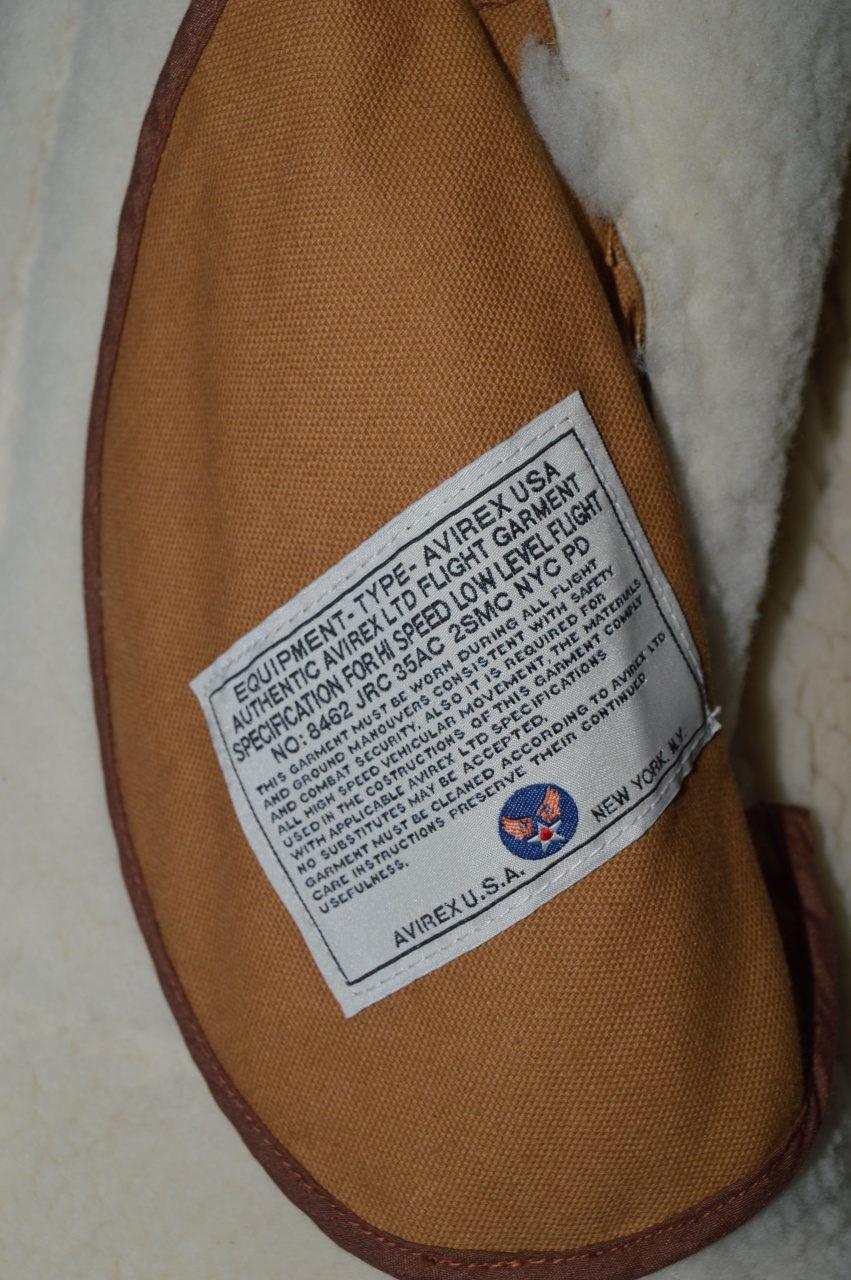 EQUIPMENT-TYPE- AVIREX USA
AUTHENTIC AVIREX LTD FLIGHT GARMENT
SPECIFICATION FOR HI SPEED LOW LEVEL FLIGHT
NO: 8462 JRC 35AC 2SMC NYC PD
THIS GARMENT MUST BE WORN DURING ALL FLIGHT
AND GROUND MANOUVERS CONSISTENT WITH SAFETY
AND COMBAT SECURITY. ALSO IT IS REQUIRED FOR
ALL HIGH SPEED VEHICULAR MOVEMENT. THE MATERIALS
USED IN THE COSTRUCTIONS OF THIS GARMENT COMPLY
WITH APPLICABLE AVIREX LTD SPECIFICATIONS
NO SUBSTITUTES MAY BE ACCEPTED.
GARMENT MUST BE CLEANED ACCORDING TO AVIREX LTD
CARE INSTRUCTIONS PRESERVE THEIR CONTINUED
USEFULNESS.
AVIREX U.S.A. NEW YORK, N.Y.